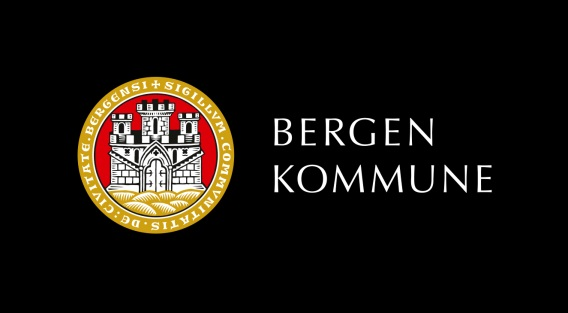 ✝ SIGILLVM · COMMVNITATIS · DE : CIVITATE · BERGENSI
BERGEN
KOMMUNE